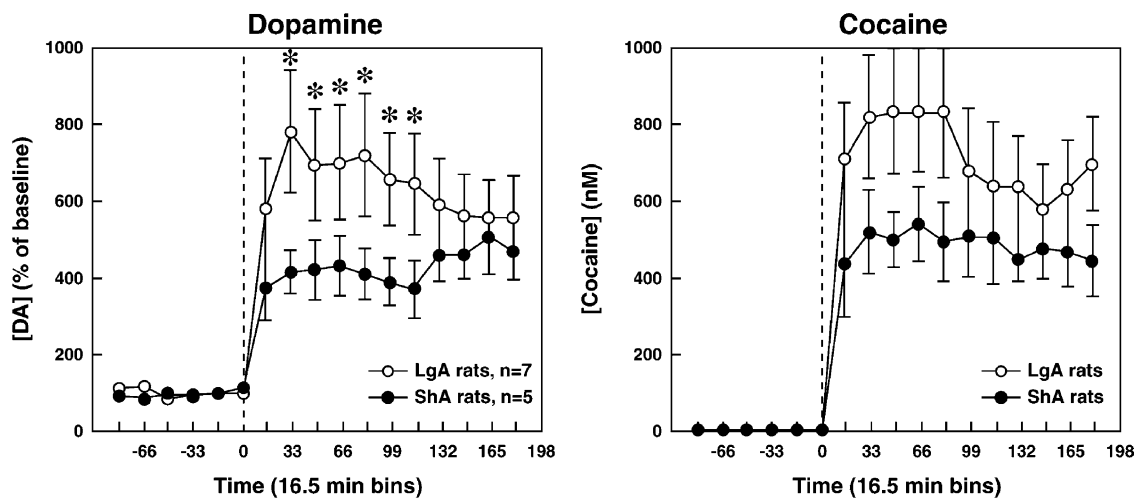 Dopamine
[DA] (% of baseline)
1000
800
600
400
200
0
* * * * * *
LgA rats, n=7
ShA rats, n=5
-66 -33 0 33 66 99 132 165 198
Time (16.5 min bins)
Cocaine
[Cocaine] (nM)
1000
800
600
400
200
0
LgA rats
ShA rats
-66 -33 0 33 66 99 132 165 198
Time (16.5 min bins)